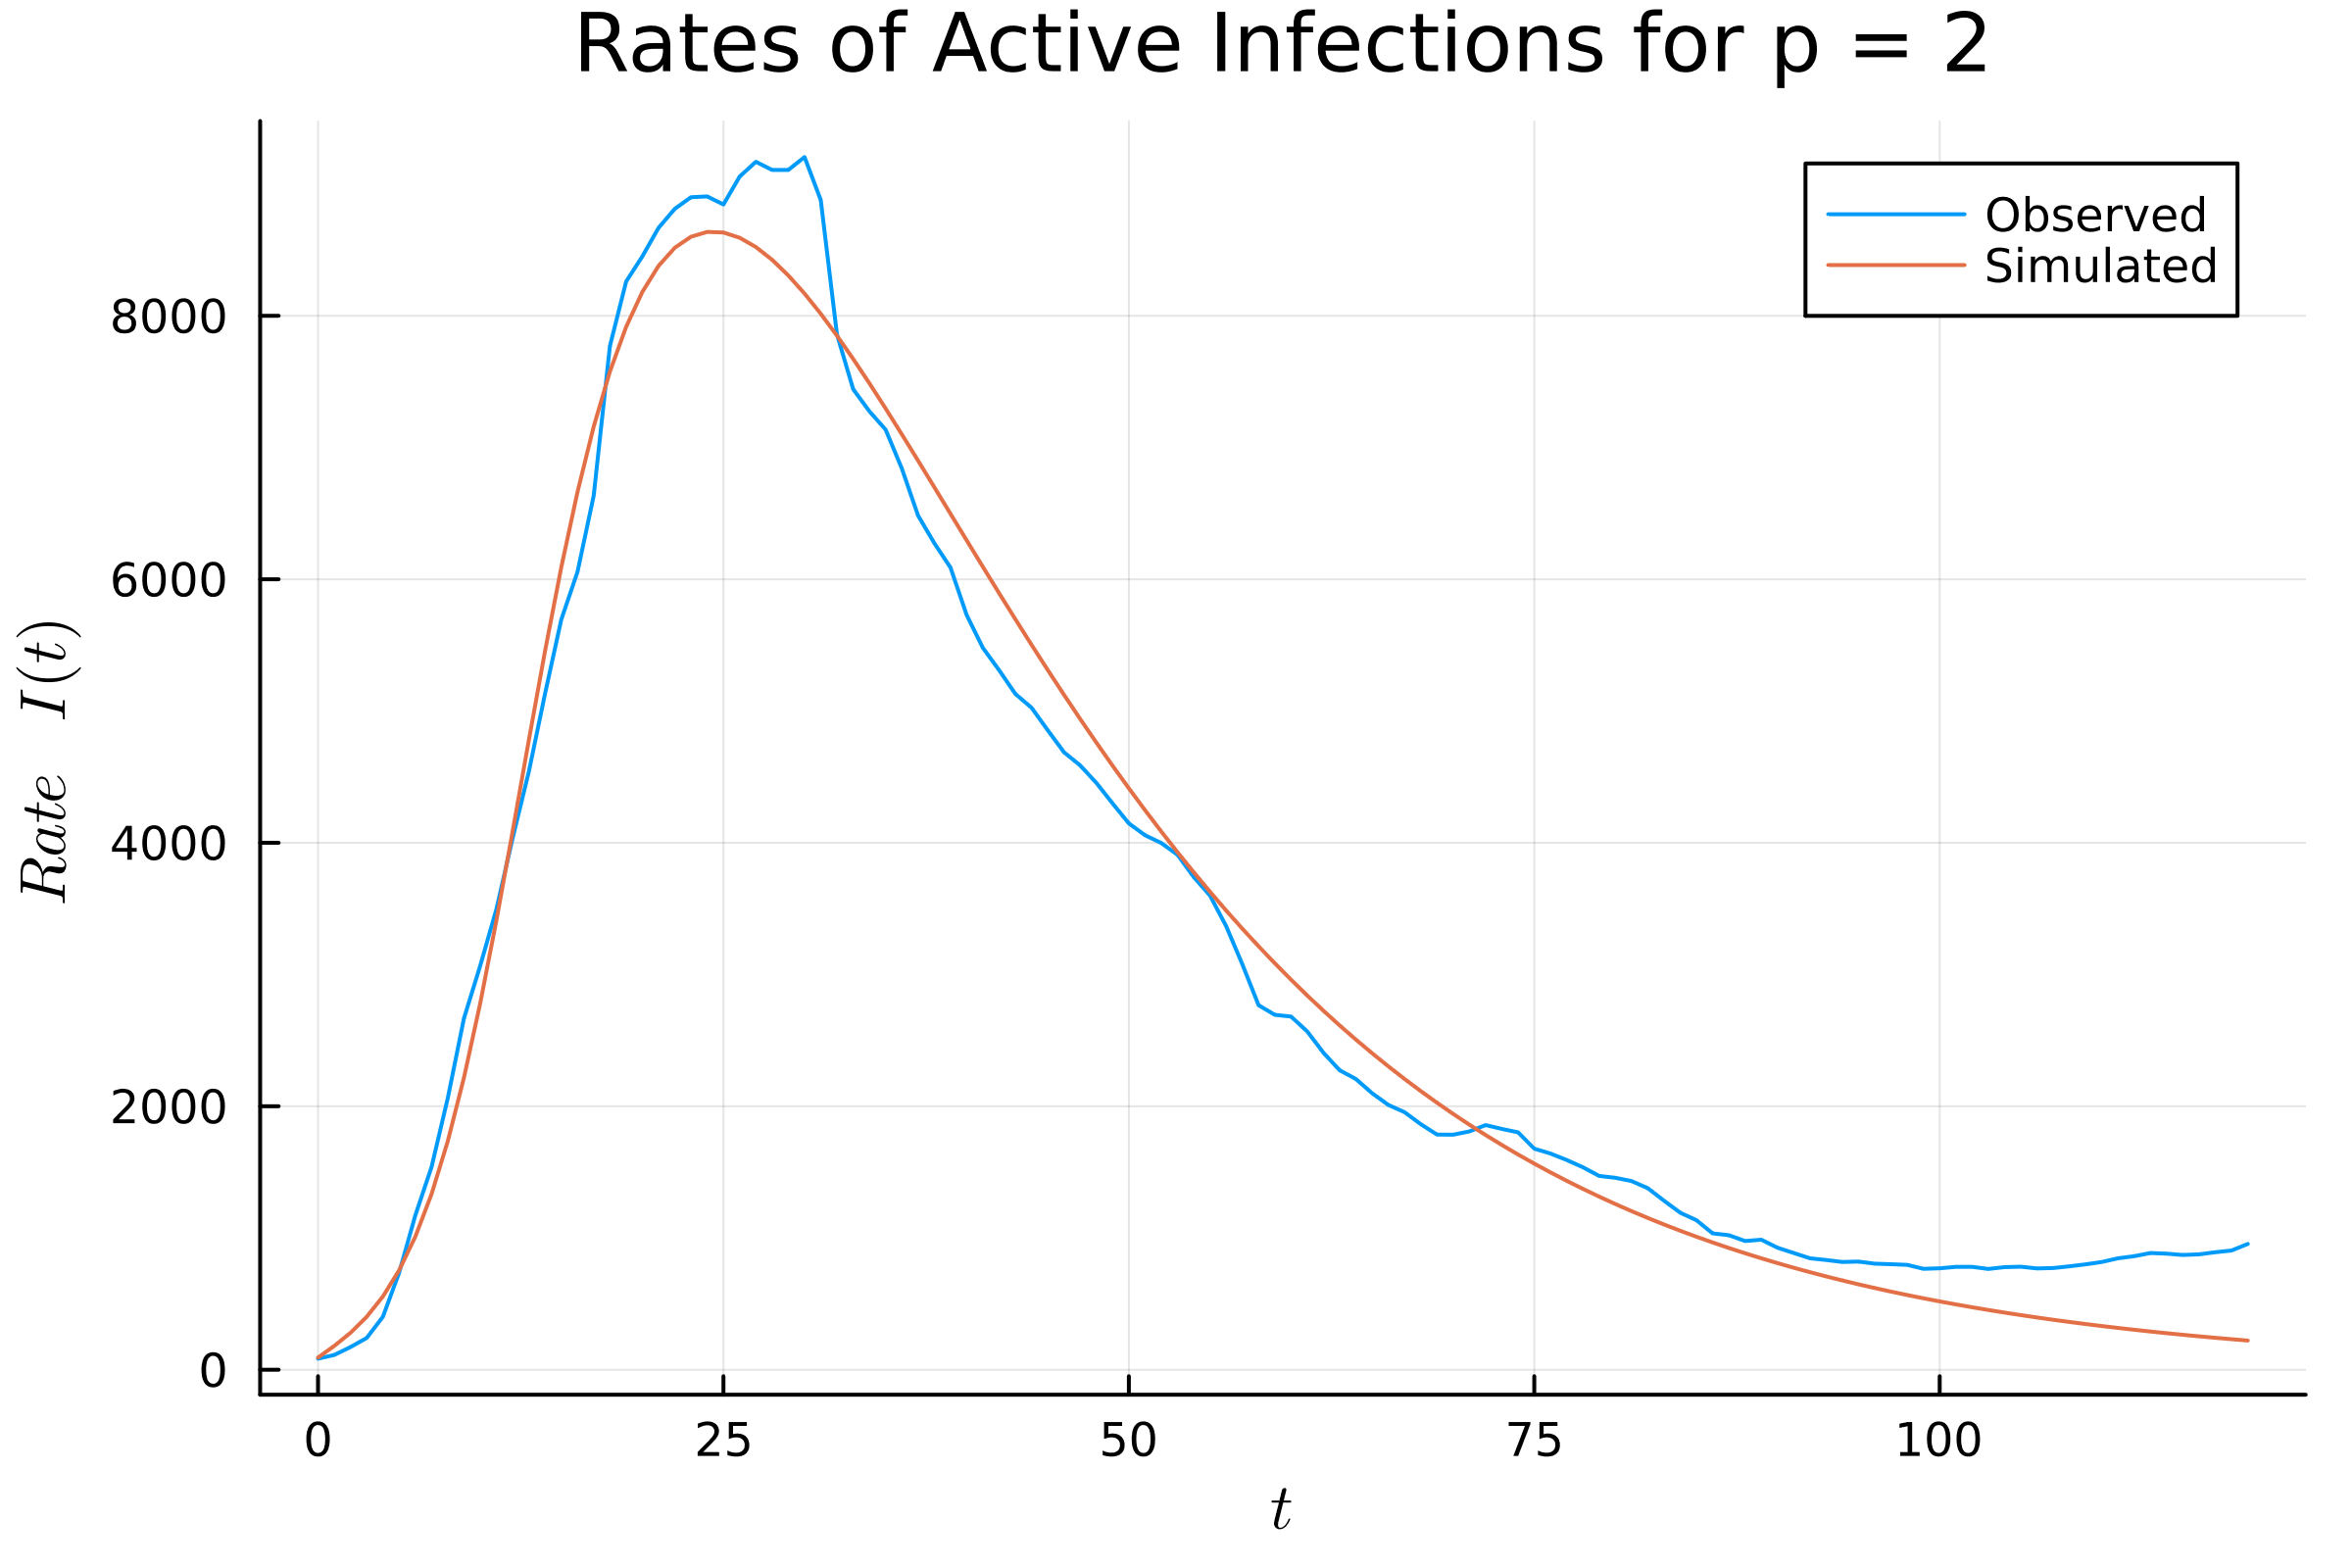 Rates of Active Infections for p = 2
Observed
Simulated
8000
6000
4000
2000
0
Rate I(t)
0 25 50 75 100
t